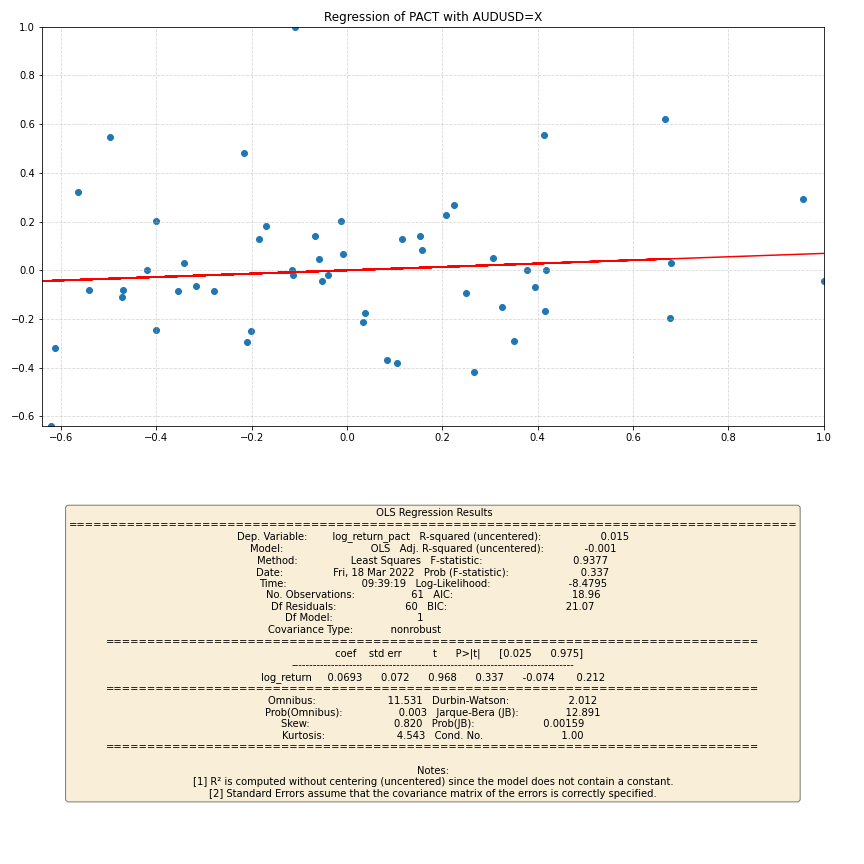 Regression of PACT with AUDUSD=X
1.0
0.8
0.6
0.4
0.2
0.0
−0.2
−0.4
−0.6
−0.6 −0.4 −0.2 0.0 0.2 0.4 0.6 0.8 1.0
OLS Regression Results
==============================================================================
Dep. Variable: log_return_pact R-squared (uncentered): 0.015
Model: OLS Adj. R-squared (uncentered): -0.001
Method: Least Squares F-statistic: 0.9377
Date: Fri, 18 Mar 2022 Prob (F-statistic): 0.337
Time: 09:39:19 Log-Likelihood: -8.4795
No. Observations: 61 AIC: 18.96
Df Residuals: 60 BIC: 21.07
Df Model: 1
Covariance Type: nonrobust
==============================================================================
coef std err t P>|t| [0.025 0.975]
------------------------------------------------------------------------------
log_return 0.0693 0.072 0.968 0.337 -0.074 0.212
==============================================================================
Omnibus: 11.531 Durbin-Watson: 2.012
Prob(Omnibus): 0.003 Jarque-Bera (JB): 12.891
Skew: 0.820 Prob(JB): 0.00159
Kurtosis: 4.543 Cond. No. 1.00
==============================================================================
Notes:
[1] R² is computed without centering (uncentered) since the model does not contain a constant.
[2] Standard Errors assume that the covariance matrix of the errors is correctly specified.